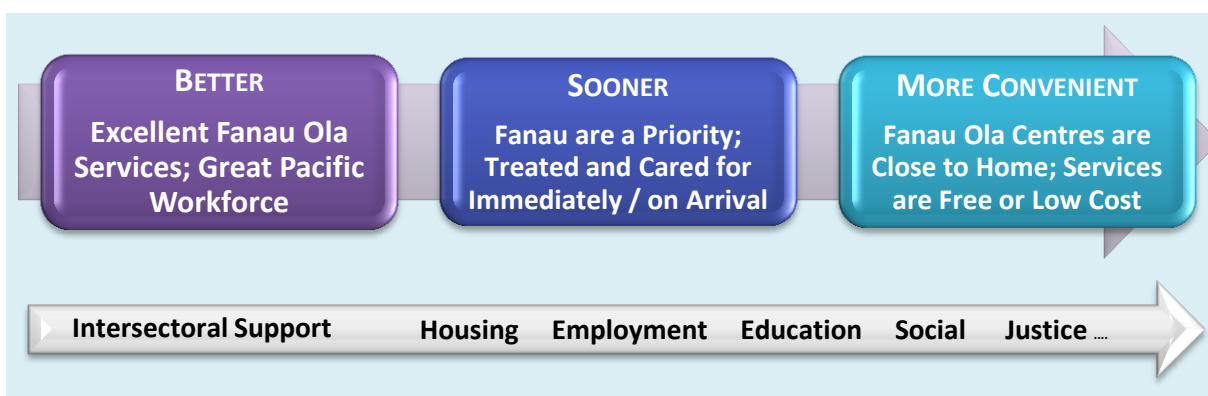 BETTER
Excellent Fanau Ola
Services; Great Pacific
Workforce
SOONER
Fanau are a Priority;
Treated and Cared for
Immediately / on Arrival
MORE CONVENIENT
Fanau Ola Centres are
Close to Home; Services
are Free or Low Cost
Intersectoral Support Housing Employment Education Social Justice ....